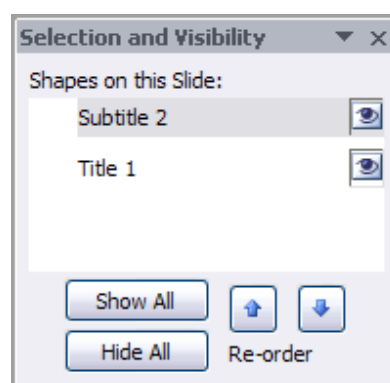 Selection and Visibility
Shapes on this Slide:
Subtitle 2
Title 1
Show All
Hide All
Re-order